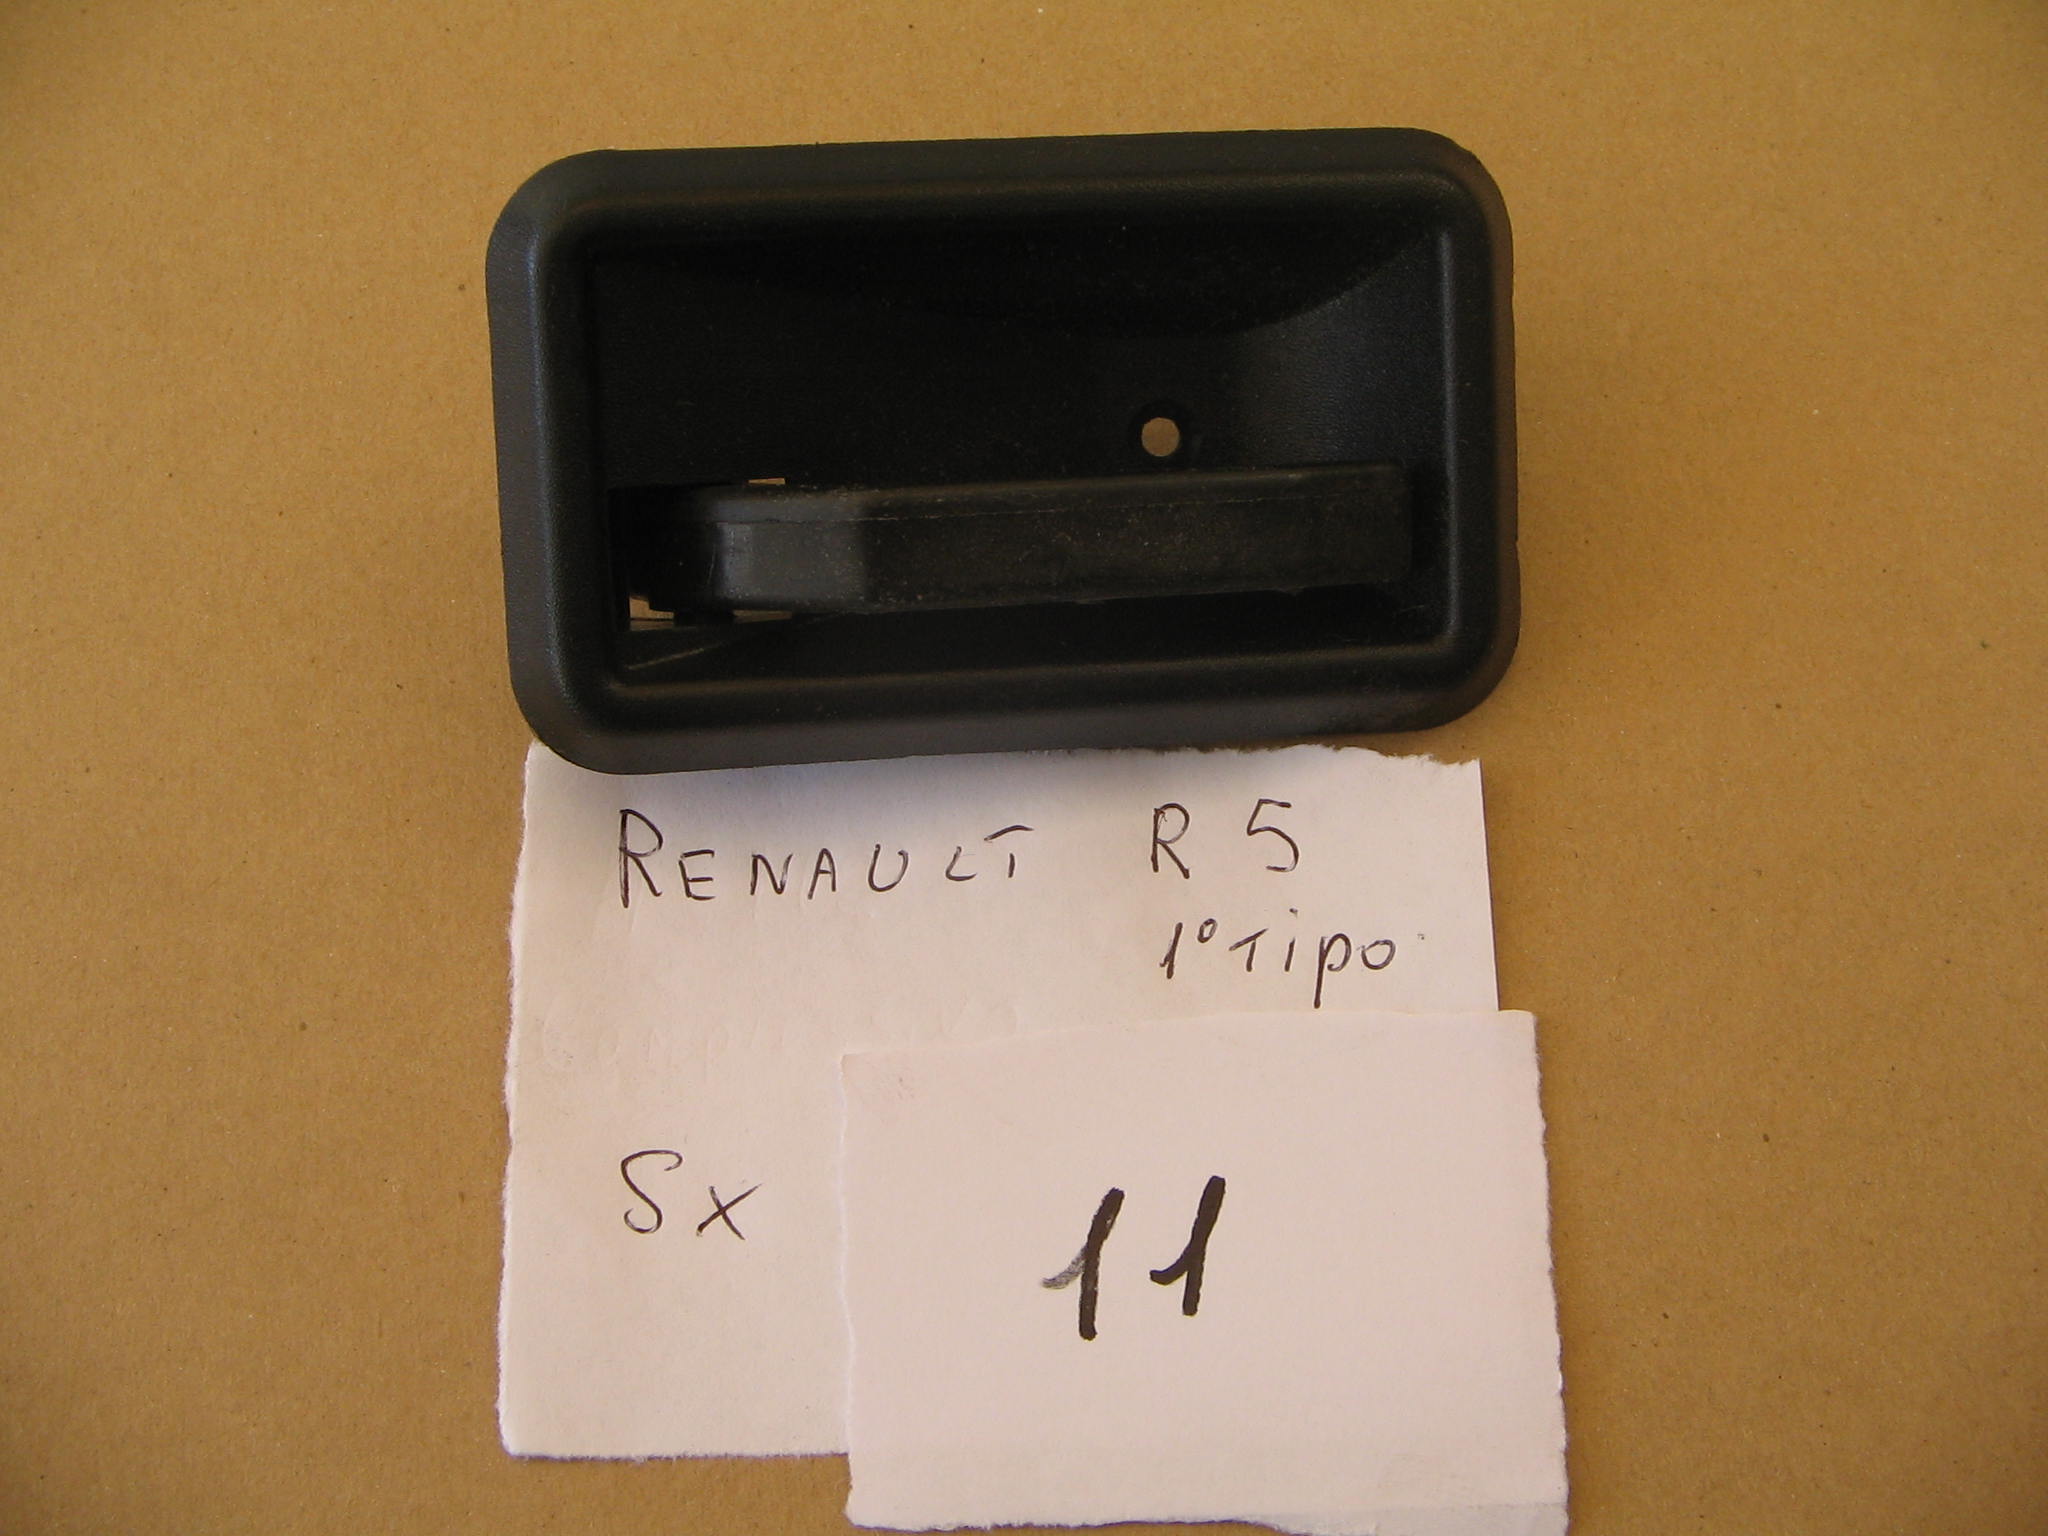 RENAULT R 5
1° Tipo
Sx
11